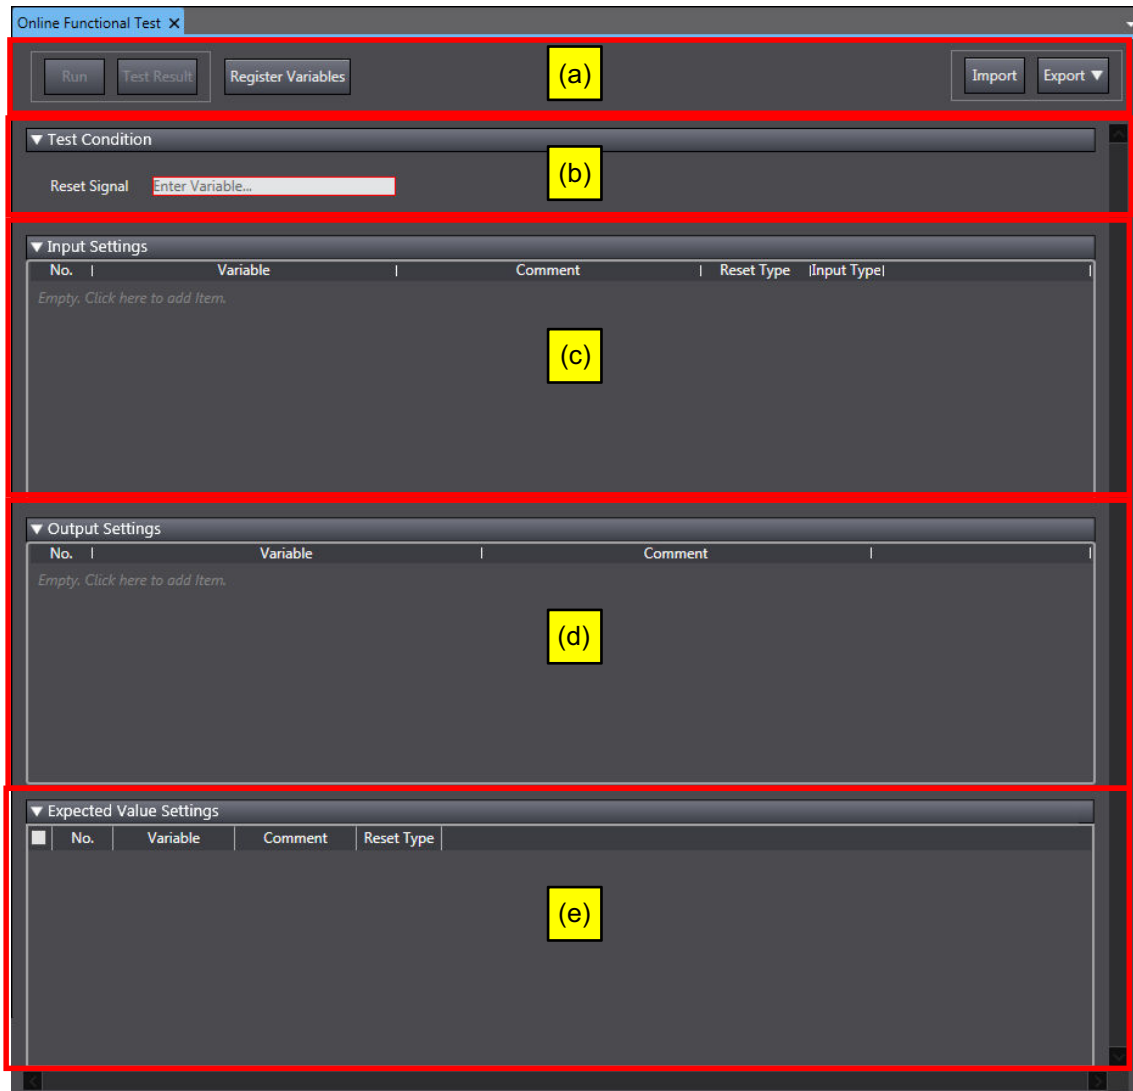 Online Functional Test X
Run Test Result Register Variables (a) Import Export ▼
▼ Test Condition
Reset Signal Enter Variable... (b)
▼ Input Settings
No. | Variable | Comment | Reset Type |Input Type| |
Empty. Click here to add Item.
(c)
▼ Output Settings
No. | Variable | Comment | |
Empty. Click here to add Item.
(d)
▼ Expected Value Settings
No. Variable Comment Reset Type
(e)